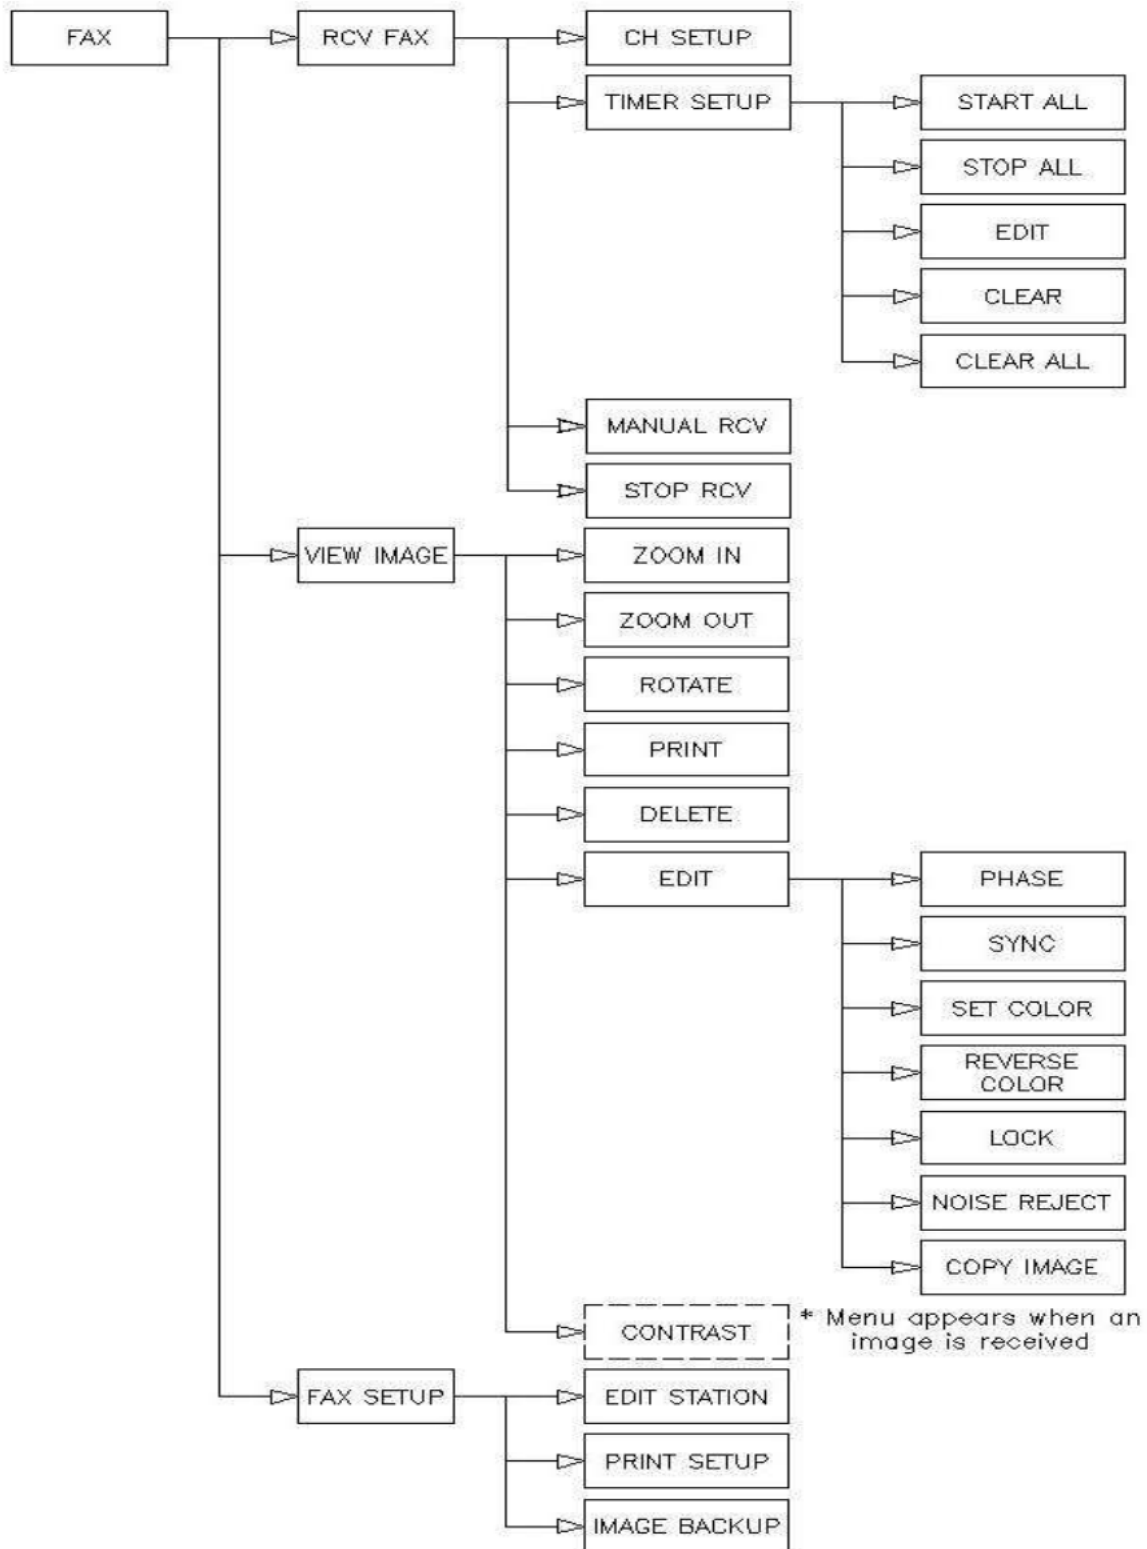 FAX
RCV FAX
CH SETUP
TIMER SETUP
START ALL
STOP ALL
EDIT
CLEAR
CLEAR ALL
MANUAL RCV
STOP RCV
VIEW IMAGE
ZOOM IN
ZOOM OUT
ROTATE
PRINT
DELETE
EDIT
PHASE
SYNC
SET COLOR
REVERSE
COLOR
LOCK
NOISE REJECT
COPY IMAGE
CONTRAST
* Menu appears when an
image is received
FAX SETUP
EDIT STATION
PRINT SETUP
IMAGE BACKUP